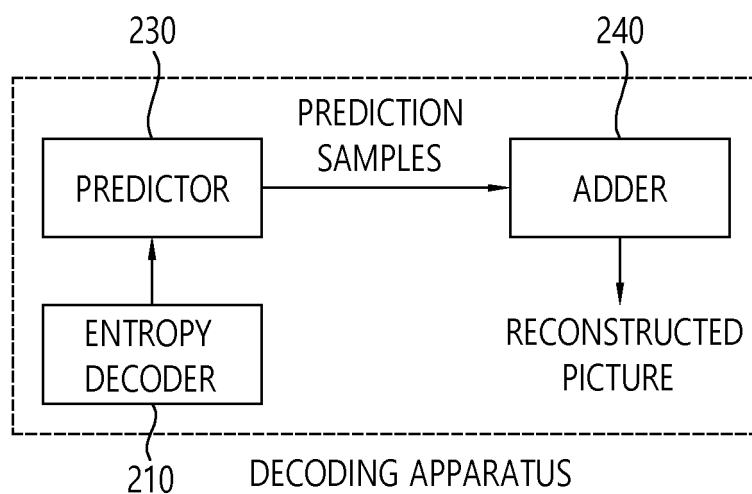 230
240
PREDICTION
SAMPLES
PREDICTOR
ADDER
ENTROPY
DECODER
RECONSTRUCTED
PICTURE
210
DECODING APPARATUS